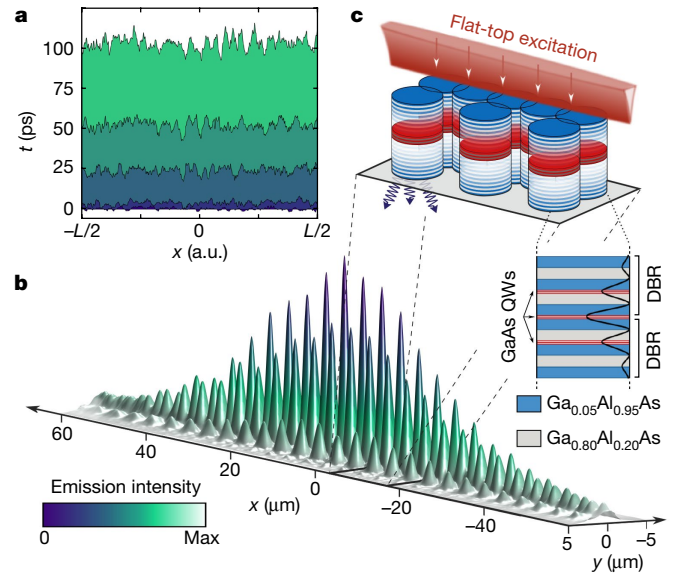 a
100
75
50
25
0
t (ps)
–L/2
0
L/2
x (a.u.)
c
Flat-top excitation
GaAs QWs
DBR
DBR
Ga0.05Al0.95As
Ga0.80Al0.20As
b
60
40
20
0
–20
–40
x (μm)
5
0
–5
y (μm)
Emission intensity
0
Max